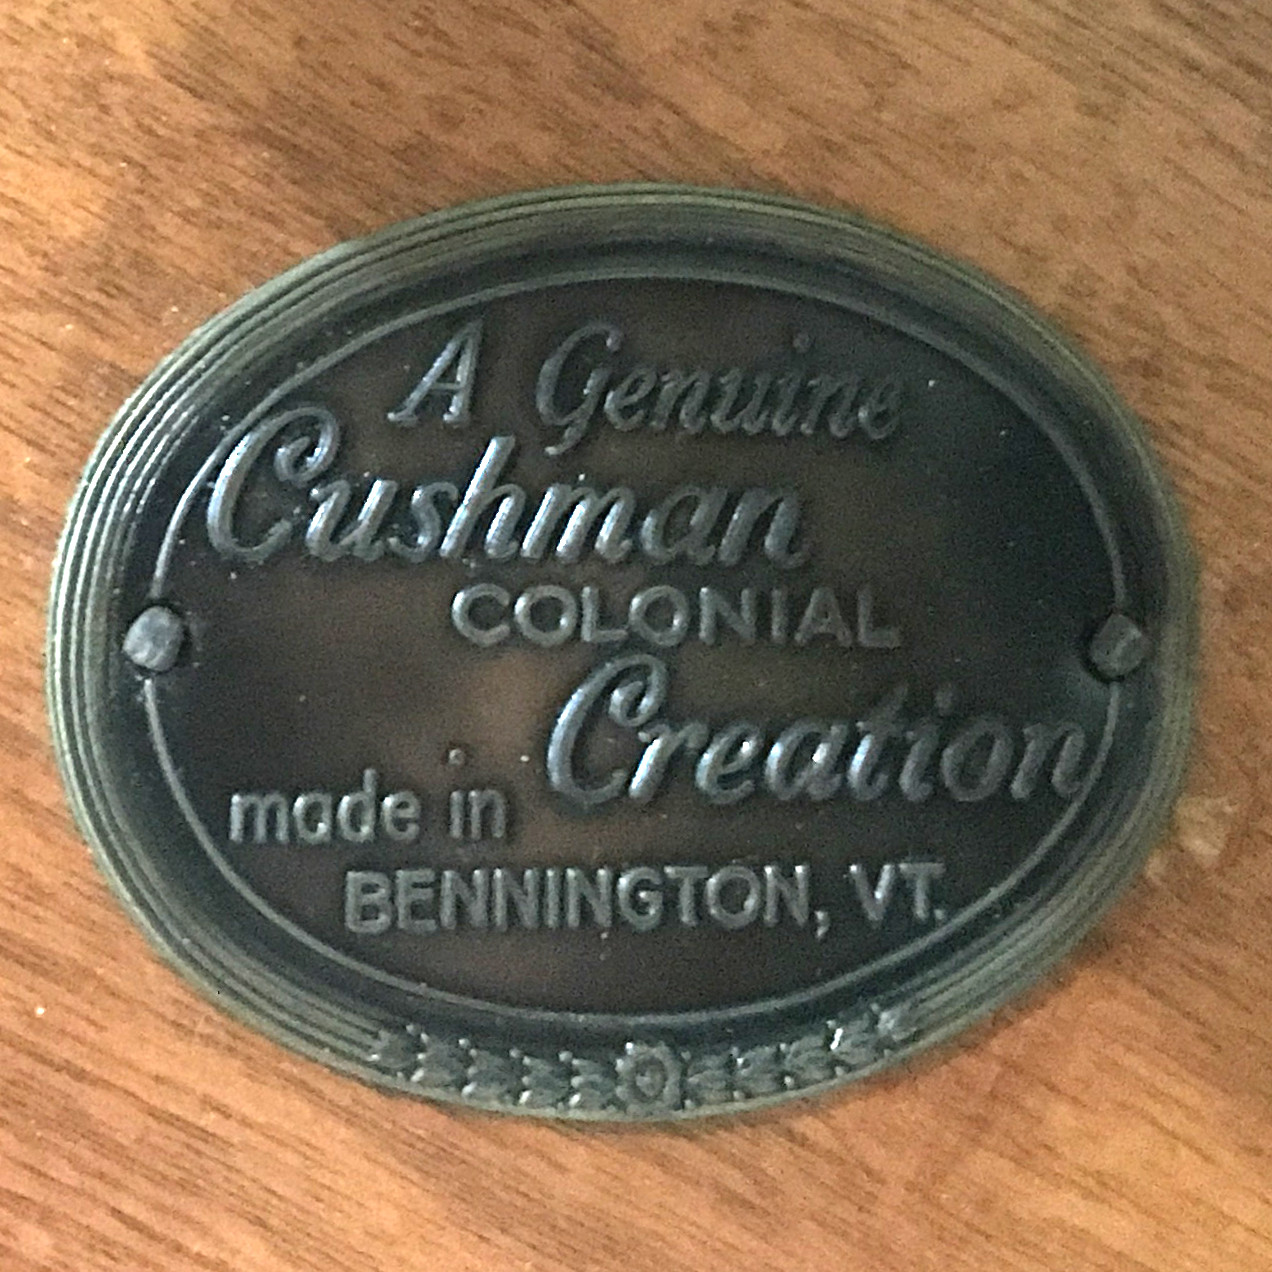 A Genuine
Cushman
COLONIAL
Creation
made in
BENNINGTON, VT.